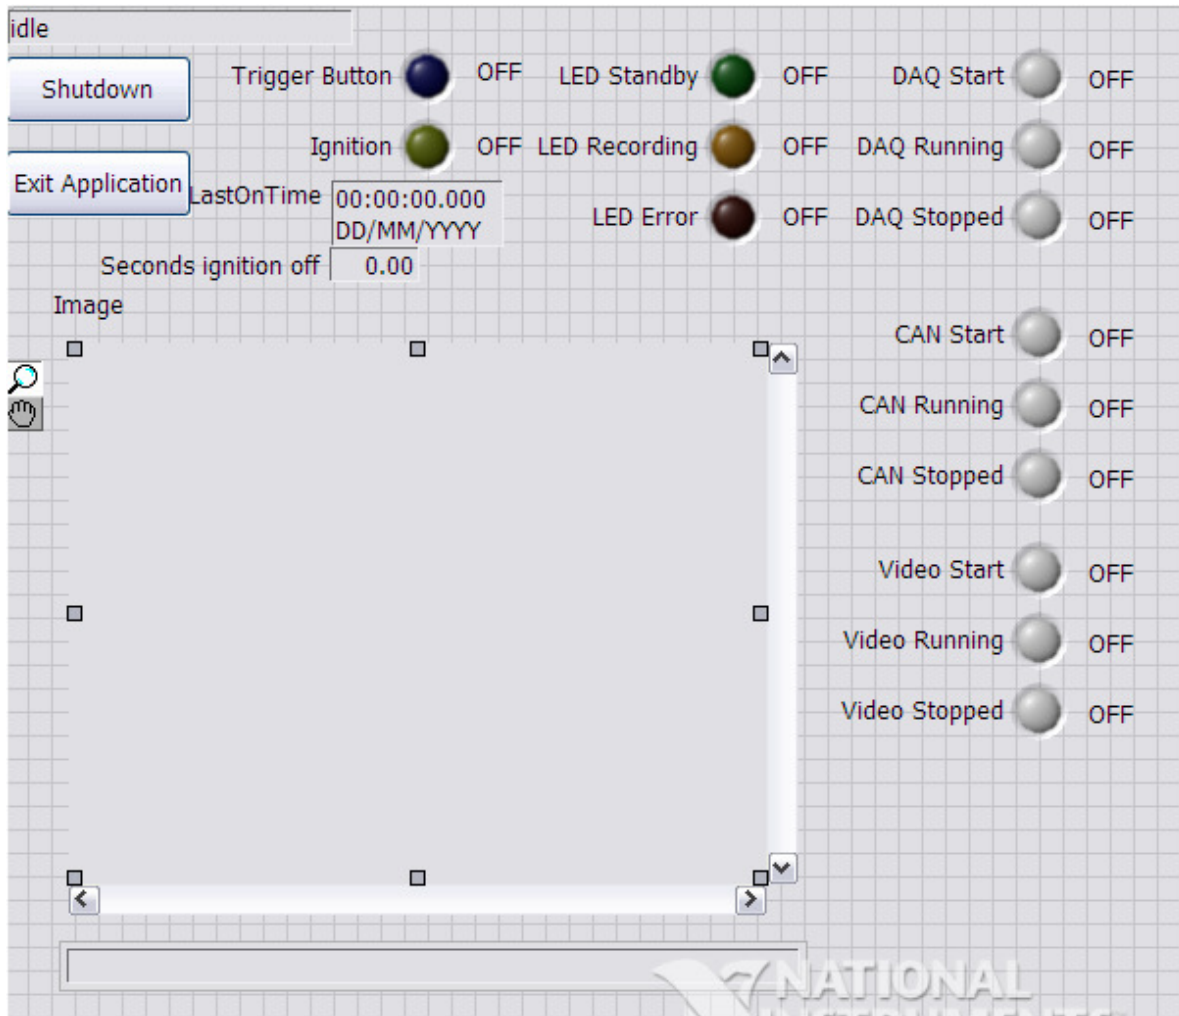 idle
Shutdown
Trigger Button OFF LED Standby OFF DAQ Start OFF
Ignition OFF LED Recording OFF DAQ Running OFF
Exit Application
LastOnTime 00:00:00.000
DD/MM/YYYY
LED Error OFF DAQ Stopped OFF
Seconds ignition off 0.00
Image
CAN Start OFF
CAN Running OFF
CAN Stopped OFF
Video Start OFF
Video Running OFF
Video Stopped OFF
NATIONAL
INSTRUMENTS